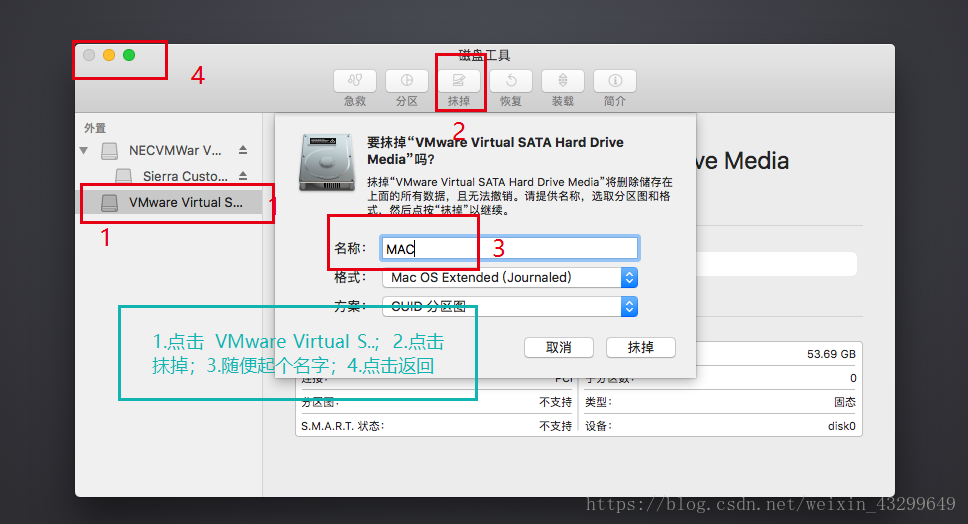 磁盘工具
4
急救
分区
抹掉
恢复
装载
简介
2
外置
NECVMWar V...
Sierra Custo...
VMware Virtual S...
1
1
要抹掉“VMware Virtual SATA Hard Drive
Media”吗？
抹掉“VMware Virtual SATA Hard Drive Media”将删除储存在
上面的所有数据，且无法撤销。请提供名称，选取分区图和格
式，然后点按“抹掉”以继续。
ve Media
名称：
MAC
3
格式：
Mac OS Extended (Journaled)
方案：
GUID 分区图
1.点击 VMware Virtual S..；2.点击
抹掉；3.随便起个名字；4.点击返回
取消
抹掉
53.69 GB
连接：
PCI
子分区数：
0
分区图：
不支持
类型：
固态
S.M.A.R.T. 状态：
不支持
设备：
disk0
https://blog.csdn.net/weixin_43299649